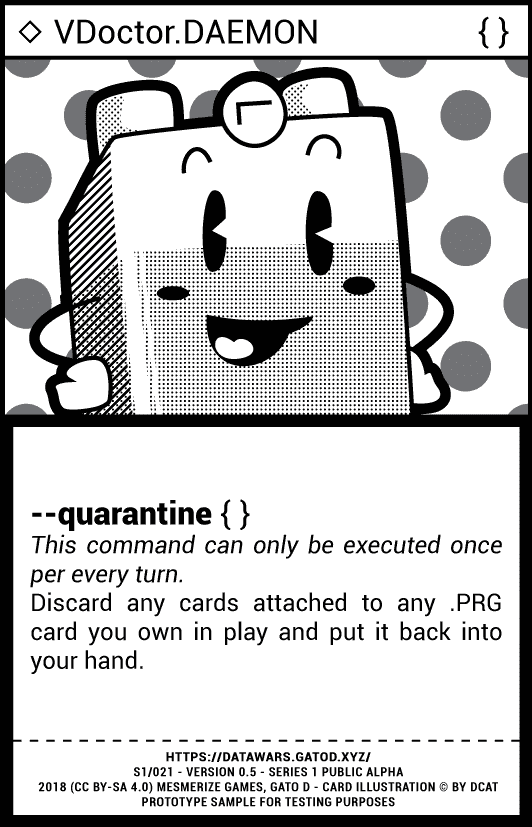 ◇ VDoctor.DAEMON { }
--quarantine { }
This command can only be executed once
per every turn.
Discard any cards attached to any .PRG
card you own in play and put it back into
your hand.
HTTPS://DATAWARS.GATOD.XYZ/
S1/021 - VERSION 0.5 - SERIES 1 PUBLIC ALPHA
2018 (CC BY-SA 4.0) MESMERIZE GAMES, GATO D - CARD ILLUSTRATION © BY DCAT
PROTOTYPE SAMPLE FOR TESTING PURPOSES